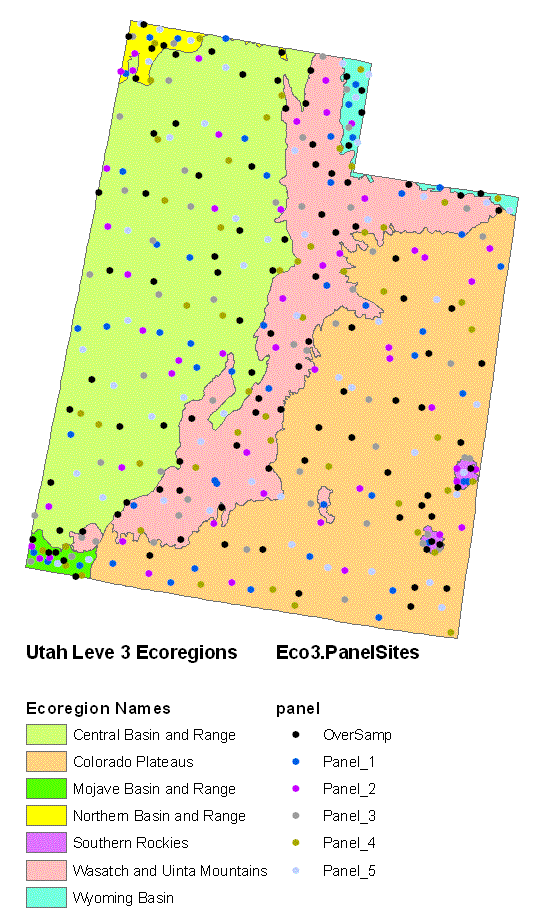 Utah Leve 3 Ecoregions
Eco3.PanelSites
Ecoregion Names
Central Basin and Range
Colorado Plateaus
Mojave Basin and Range
Northern Basin and Range
Southern Rockies
Wasatch and Uinta Mountains
Wyoming Basin
panel
OverSamp
Panel_1
Panel_2
Panel_3
Panel_4
Panel_5